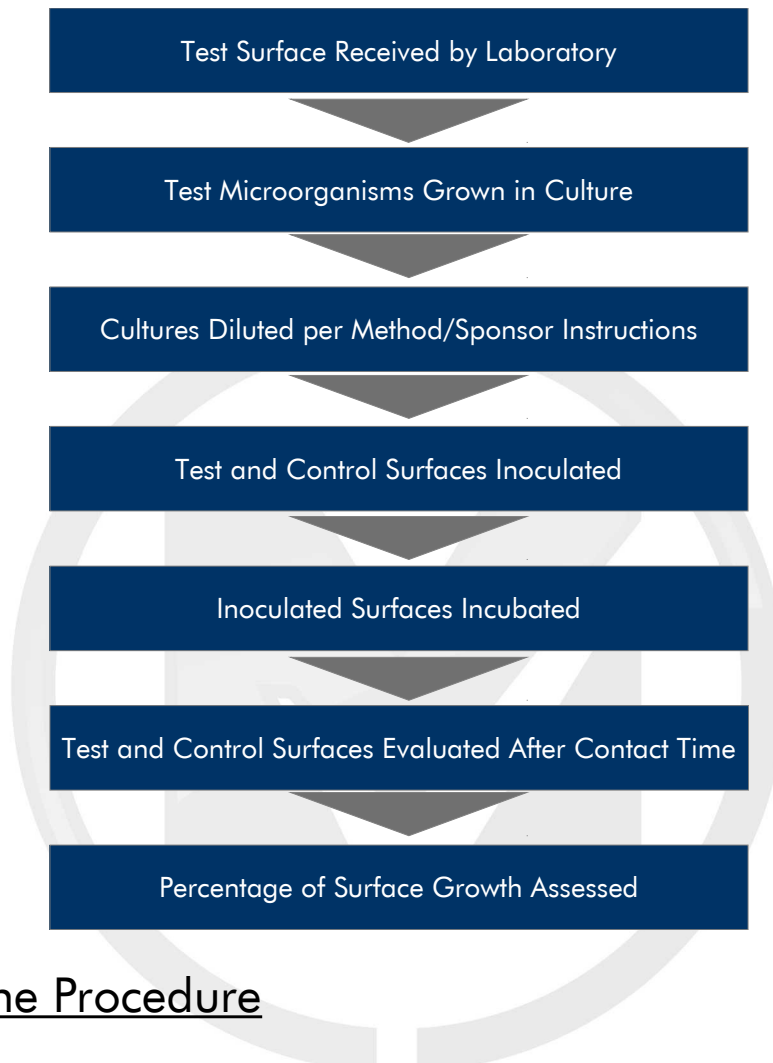 Test Surface Received by Laboratory
Test Microorganisms Grown in Culture
Cultures Diluted per Method/Sponsor Instructions
Test and Control Surfaces Inoculated
Inoculated Surfaces Incubated
Test and Control Surfaces Evaluated After Contact Time
Percentage of Surface Growth Assessed
Procedure